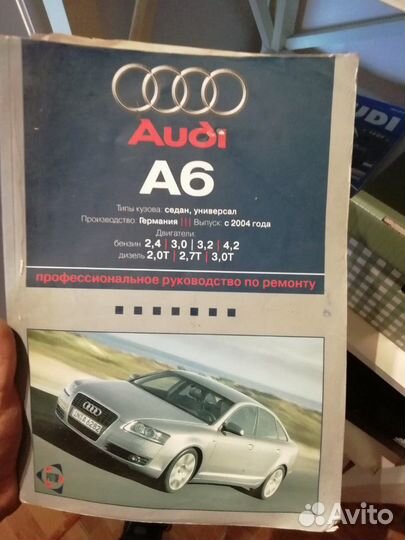 Audi
A6
Типы кузова: седан, универсал
Производство: Германия ||| Выпуск: с 2004 года
Двигатели:
бензин 2,4 | 3,0 | 3,2 | 4,2
дизель 2,0T | 2,7T | 3,0T
профессиональное руководство по ремонту
Avito